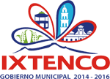 IXTENCO
GOBIERNO MUNICIPAL 2014 - 2016